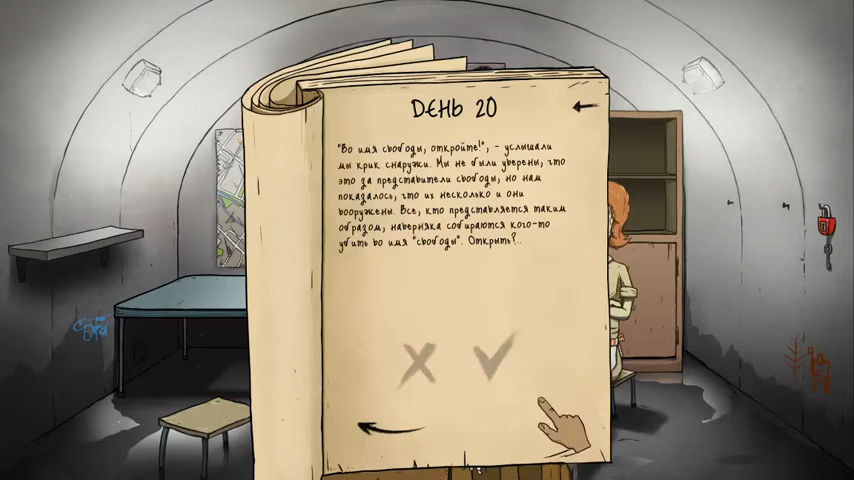 ДЕНЬ 20
"Во имя свободы, откройте!", - услышали
мы крик снаружи. Мы не были уверены, что
это за представители свободы, но нам
показалось, что их несколько и они
вооружены. Все, кто представляется таким
образом, наверняка собираются кого-то
убить во имя "свободы". Открыть?..